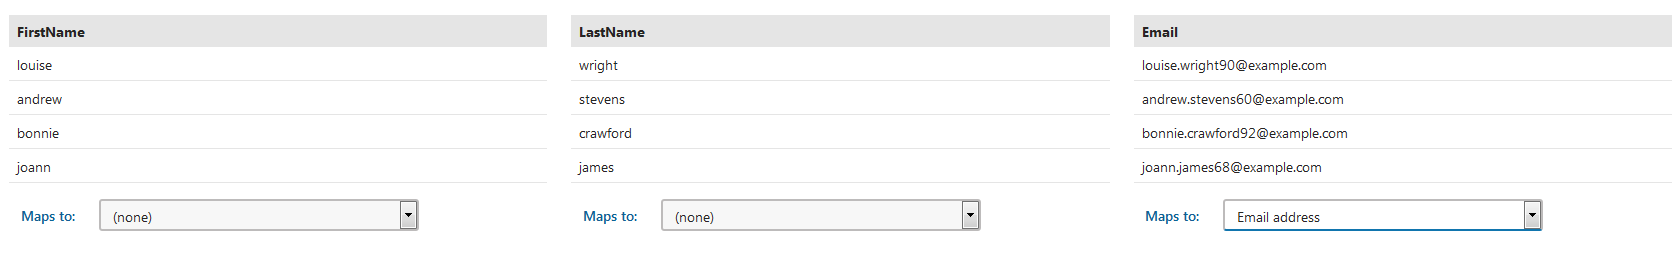 FirstName LastName Email
louise wright louise.wright90@example.com
andrew stevens andrew.stevens60@example.com
bonnie crawford bonnie.crawford92@example.com
joann james joann.james68@example.com
Maps to: (none) Maps to: (none) Maps to: Email address